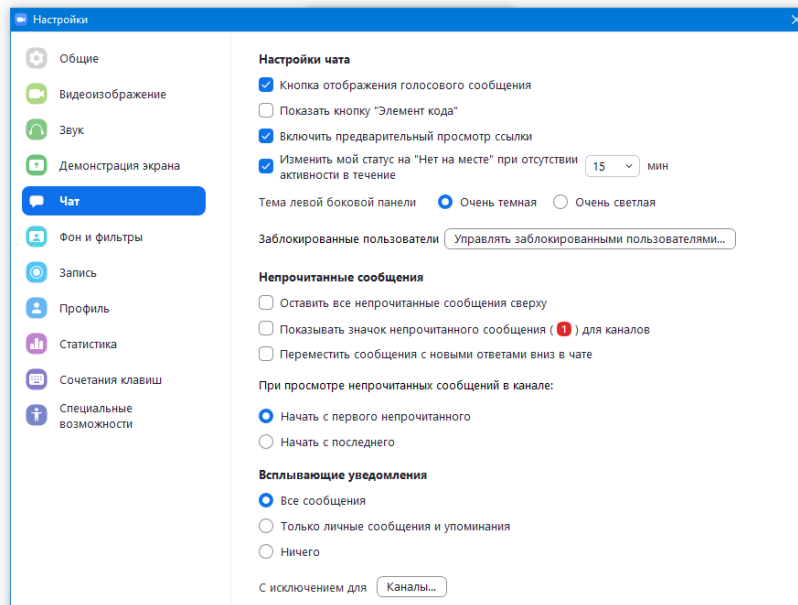 Настройки
Общие
Видеоизображение
Звук
Демонстрация экрана
Чат
Фон и фильтры
Запись
Профиль
Статистика
Сочетания клавиш
Специальные
возможности
Настройки чата
Кнопка отображения голосового сообщения
Показать кнопку "Элемент кода"
Включить предварительный просмотр ссылки
Изменить мой статус на "Нет на месте" при отсутствии
активности в течение 15 мин
Тема левой боковой панели Очень темная Очень светлая
Заблокированные пользователи Управлять заблокированными пользователями...
Непрочитанные сообщения
Оставить все непрочитанные сообщения сверху
Показывать значок непрочитанного сообщения ( 1 ) для каналов
Переместить сообщения с новыми ответами вниз в чате
При просмотре непрочитанных сообщений в канале:
Начать с первого непрочитанного
Начать с последнего
Всплывающие уведомления
Все сообщения
Только личные сообщения и упоминания
Ничего
С исключением для Каналы...